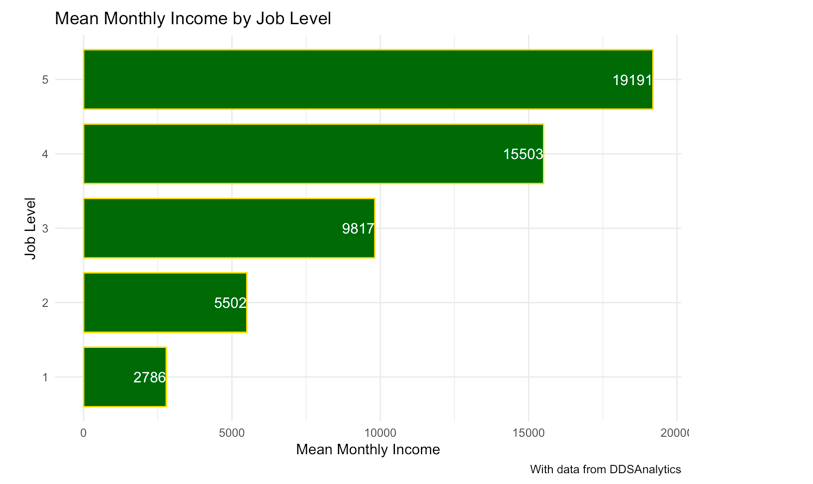 Mean Monthly Income by Job Level
5
19191
4
15503
Job Level
3
9817
2
5502
1
2786
0 5000 10000 15000 20000
Mean Monthly Income
With data from DDSAnalytics